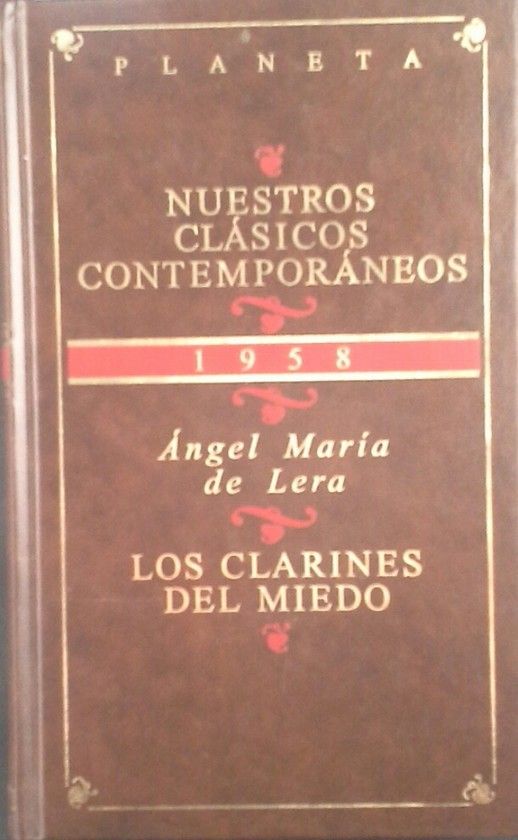 PLANETA
NUESTROS
CLÁSICOS
CONTEMPORÁNEOS
1958
Ángel María
de Lera
LOS CLARINES
DEL MIEDO